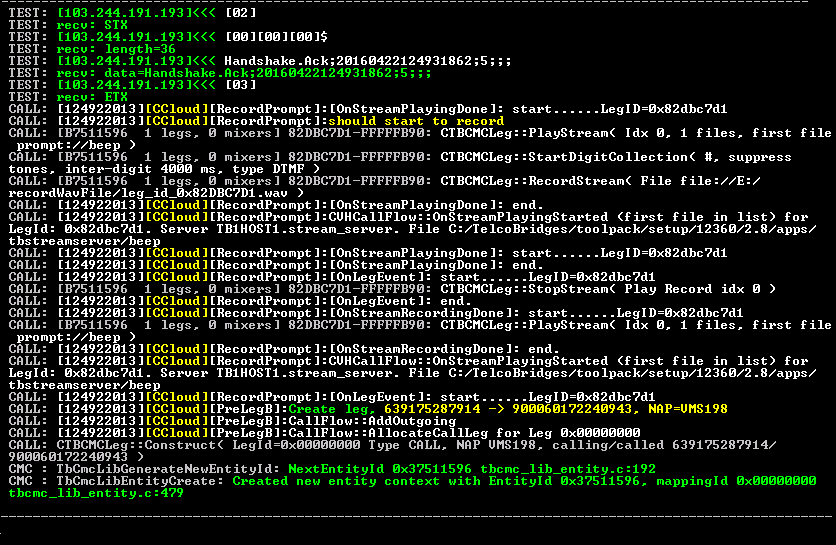 TEST: [103.244.191.193]<<< [02]
TEST: recv: STX
TEST: [103.244.191.193]<<< [00][00][00]$
TEST: recv: length=36
TEST: [103.244.191.193]<<< Handshake.Ack;20160422124931862;5;;;
TEST: recv: data=Handshake.Ack;20160422124931862;5;;;
TEST: [103.244.191.193]<<< [03]
TEST: recv: ETX
CALL: [124922013][CCloud][RecordPrompt]:[OnStreamPlayingDone]: start......LegID=0x82dbc7d1
CALL: [124922013][CCloud][RecordPrompt]:should start to record
CALL: [B7511596  1 legs, 0 mixers] 82DBC7D1-FFFFFB90: CTBCMCLeg::PlayStream( Idx 0, 1 files, first file
prompt://beep )
CALL: [B7511596  1 legs, 0 mixers] 82DBC7D1-FFFFFB90: CTBCMCLeg::StartDigitCollection( #, suppress
tones, inter-digit 4000 ms, type DTMF )
CALL: [B7511596  1 legs, 0 mixers] 82DBC7D1-FFFFFB90: CTBCMCLeg::RecordStream( File file://E:/
recordWavFile/leg_id_0x82DBC7D1.wav )
CALL: [124922013][CCloud][RecordPrompt]:[OnStreamPlayingDone]: end.
CALL: [124922013][CCloud][RecordPrompt]:CVHCallFlow::OnStreamPlayingStarted (first file in list) for
LegId: 0x82dbc7d1. Server TB1HOST1.stream_server. File C:/TelcoBridges/toolpack/setup/12360/2.8/apps/
tbstreamserver/beep
CALL: [124922013][CCloud][RecordPrompt]:[OnStreamPlayingDone]: start......LegID=0x82dbc7d1
CALL: [124922013][CCloud][RecordPrompt]:[OnStreamPlayingDone]: end.
CALL: [124922013][CCloud][RecordPrompt]:[OnLegEvent]: start......LegID=0x82dbc7d1
CALL: [B7511596  1 legs, 0 mixers] 82DBC7D1-FFFFFB90: CTBCMCLeg::StopStream( Play Record idx 0 )
CALL: [124922013][CCloud][RecordPrompt]:[OnLegEvent]: end.
CALL: [124922013][CCloud][RecordPrompt]:[OnStreamRecordingDone]: start......LegID=0x82dbc7d1
CALL: [B7511596  1 legs, 0 mixers] 82DBC7D1-FFFFFB90: CTBCMCLeg::PlayStream( Idx 0, 1 files, first file
prompt://beep )
CALL: [124922013][CCloud][RecordPrompt]:[OnStreamRecordingDone]: end.
CALL: [124922013][CCloud][RecordPrompt]:CVHCallFlow::OnStreamPlayingStarted (first file in list) for
LegId: 0x82dbc7d1. Server TB1HOST1.stream_server. File C:/TelcoBridges/toolpack/setup/12360/2.8/apps/
tbstreamserver/beep
CALL: [124922013][CCloud][RecordPrompt]:[OnLegEvent]: start......LegID=0x82dbc7d1
CALL: [124922013][CCloud][PreLegB]:Create leg, 639175287914 -> 900060172240943, NAP=VMS198
CALL: [124922013][CCloud][PreLegB]:CallFlow::AddOutgoing
CALL: [124922013][CCloud][PreLegB]:CallFlow::AllocateCallLeg for Leg 0x00000000
CALL: CTBCMCLeg::Construct( LegId=0x00000000 Type CALL, NAP VMS198, calling/called 639175287914/
900060172240943 )
CMC : TbCmcLibGenerateNewEntityId: NextEntityId 0x37511596 tbcmc_lib_entity.c:192
CMC : TbCmcLibEntityCreate: Created new entity context with EntityId 0x37511596, mappingId 0x00000000
tbcmc_lib_entity.c:479